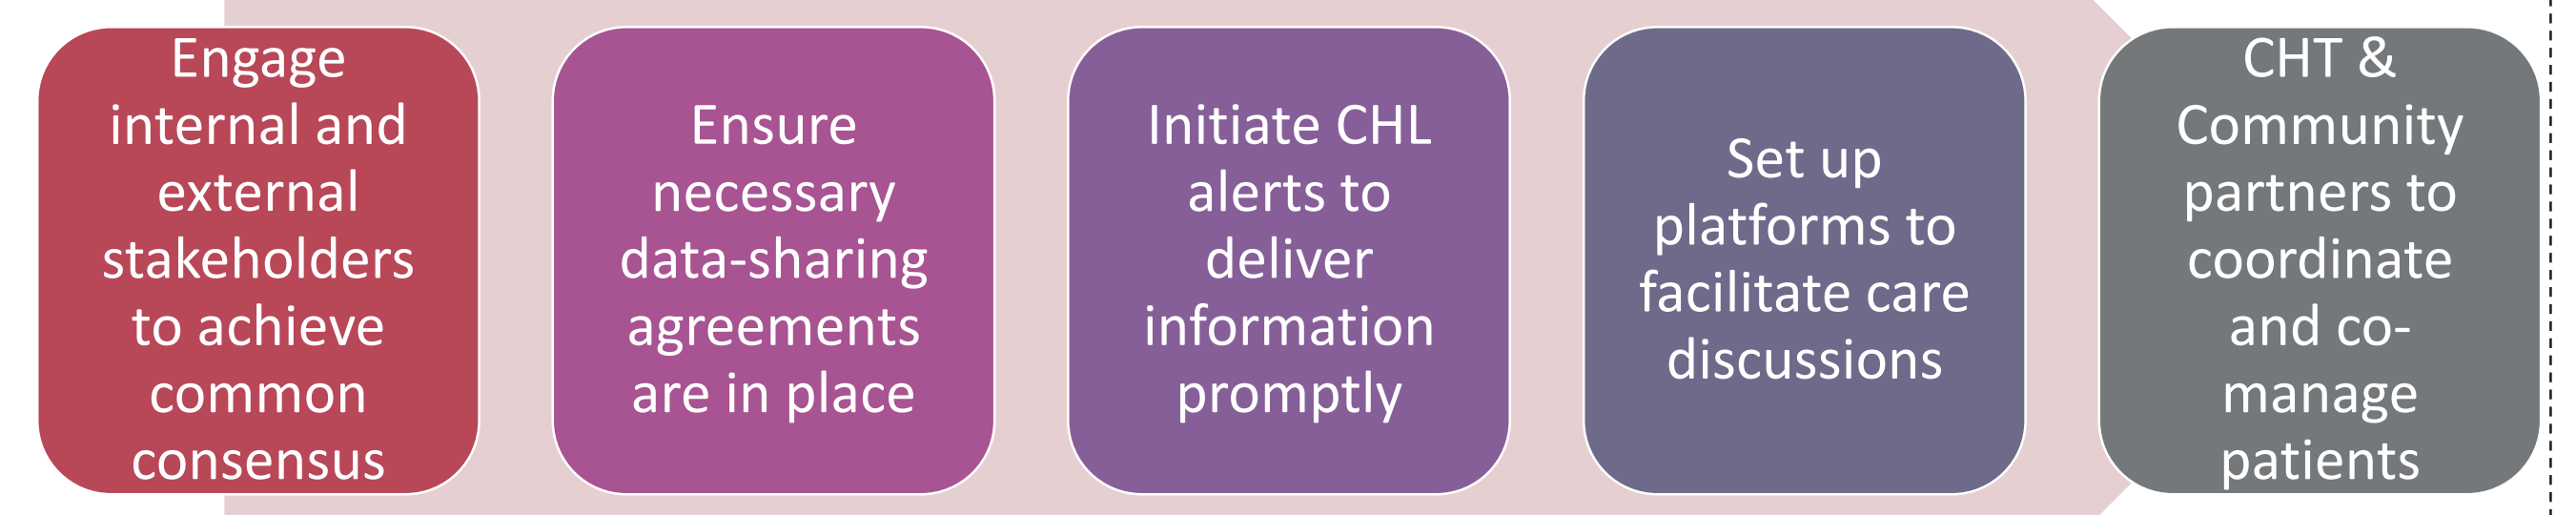 Engage
internal and
external
stakeholders
to achieve
common
consensus
Ensure
necessary
data-sharing
agreements
are in place
Initiate CHL
alerts to
deliver
information
promptly
Set up
platforms to
facilitate care
discussions
CHT &
Community
partners to
coordinate
and co-
manage
patients